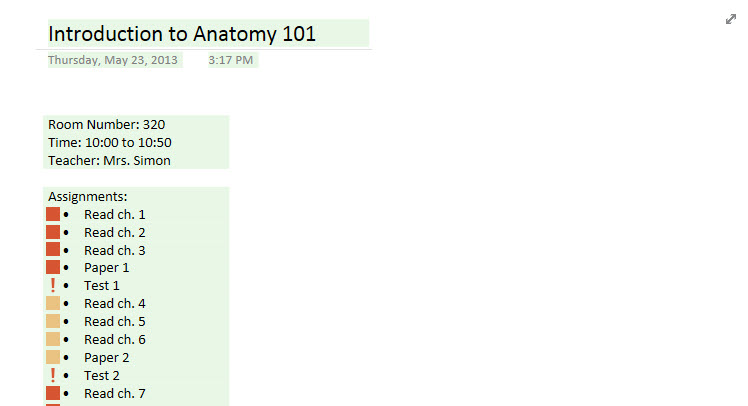 Introduction to Anatomy 101
Thursday, May 23, 2013 3:17 PM
Room Number: 320
Time: 10:00 to 10:50
Teacher: Mrs. Simon
Assignments:
• Read ch. 1
• Read ch. 2
• Read ch. 3
• Paper 1
! • Test 1
• Read ch. 4
• Read ch. 5
• Read ch. 6
• Paper 2
! • Test 2
• Read ch. 7